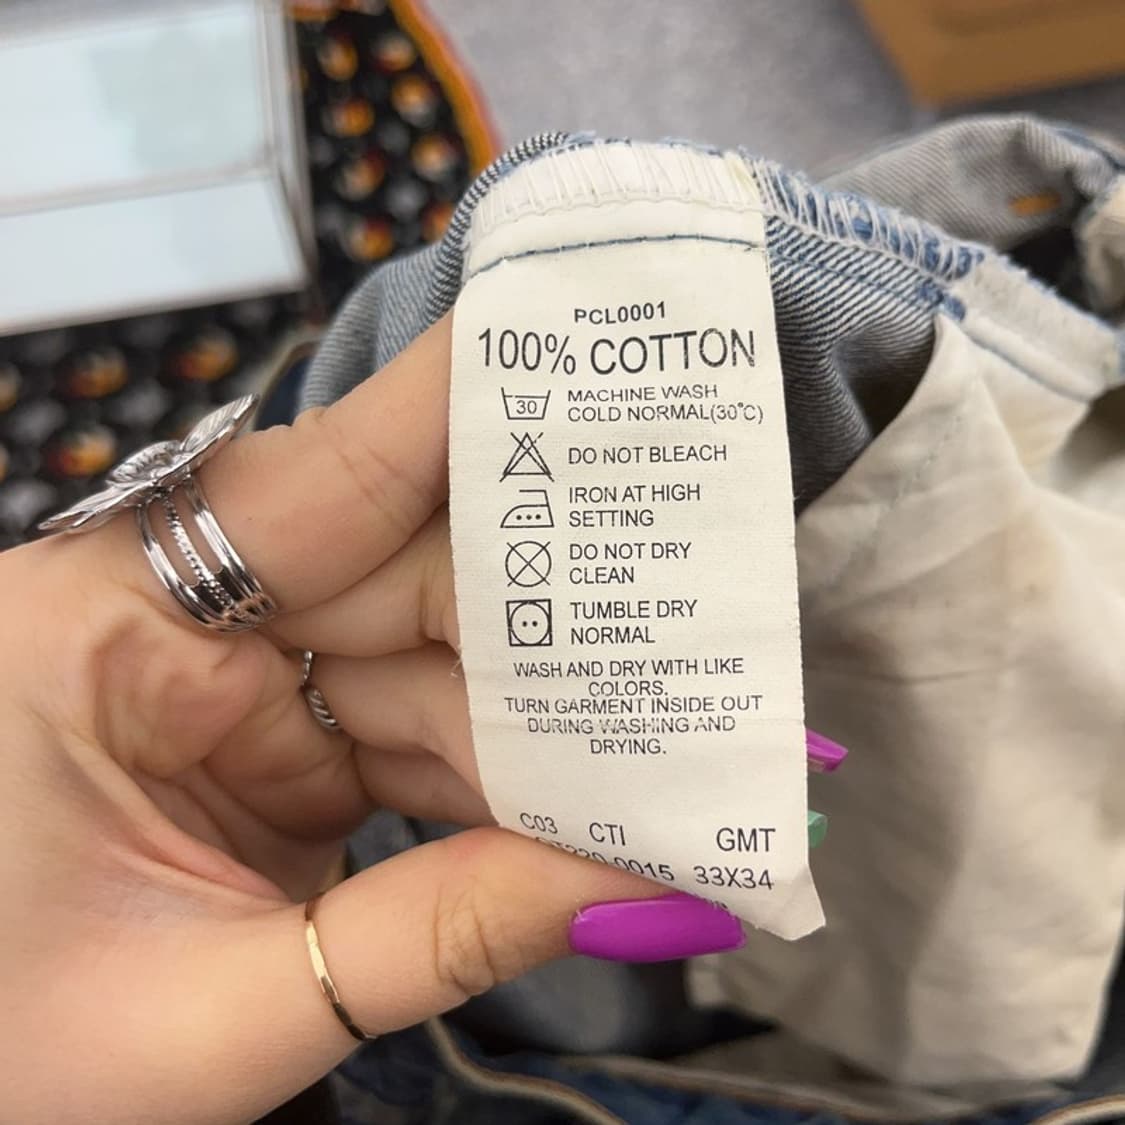 PCL0001
100% COTTON
30
MACHINE WASH
COLD NORMAL(30°C)
DO NOT BLEACH
IRON AT HIGH
SETTING
DO NOT DRY
CLEAN
TUMBLE DRY
NORMAL
WASH AND DRY WITH LIKE
COLORS.
TURN GARMENT INSIDE OUT
DURING WASHING AND
DRYING.
C03 CTI GMT
33X34